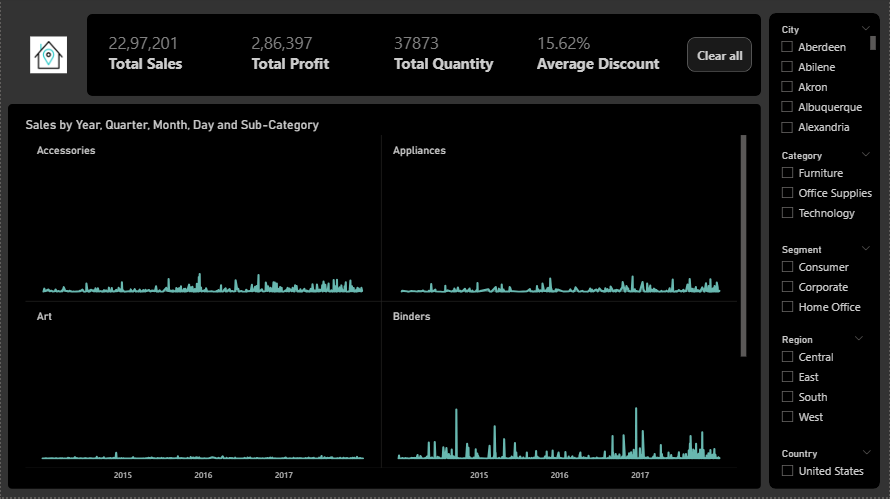 22,97,201 2,86,397 37873 15.62%
Total Sales Total Profit Total Quantity Average Discount
Clear all
Sales by Year, Quarter, Month, Day and Sub-Category
Accessories Appliances
Art Binders
2015 2016 2017 2015 2016 2017
City
Aberdeen
Abilene
Akron
Albuquerque
Alexandria
Category
Furniture
Office Supplies
Technology
Segment
Consumer
Corporate
Home Office
Region
Central
East
South
West
Country
United States